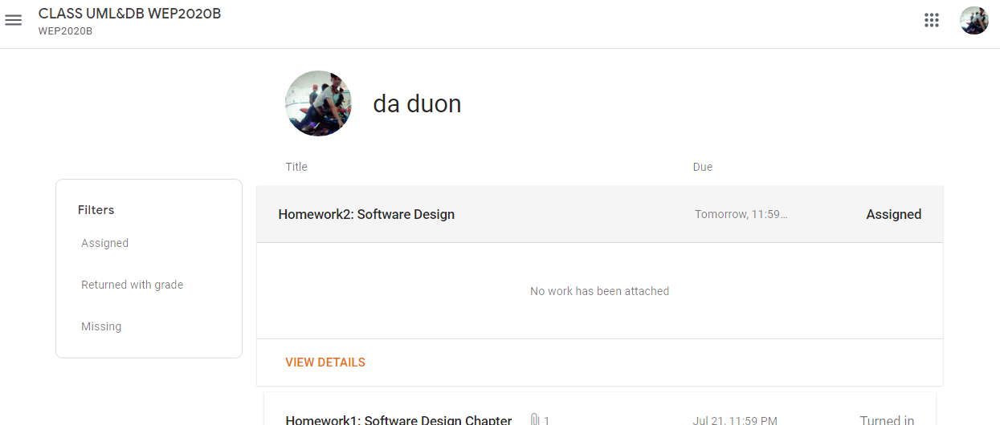 CLASS UML&DB WEP2020B
WEP2020B
da duon
Title Due
Filters
Assigned
Returned with grade
Missing
Homework2: Software Design Tomorrow, 11:59... Assigned
No work has been attached
VIEW DETAILS
Homework1: Software Design Chapter 1 Jul 21, 11:59 PM Turned in